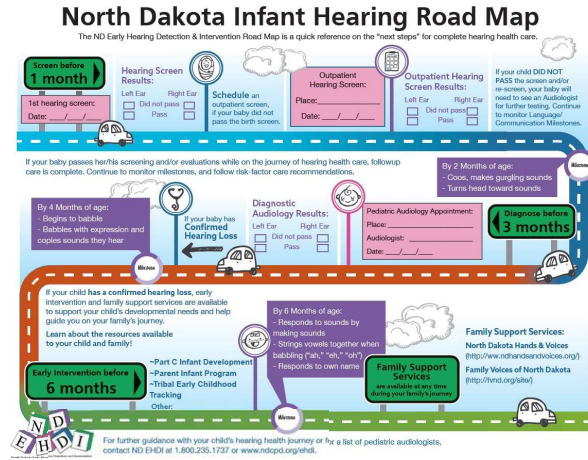 North Dakota Infant Hearing Road Map
The ND Early Hearing Detection & Intervention Road Map is a quick reference on the "next steps" for complete hearing health care.
Screen before
1 month
1st hearing screen:
Date: ___/___/___
Hearing Screen
Results:
Left Ear Right Ear
Did not pass
Pass
Schedule an
outpatient screen,
if your baby did not
pass the birth screen.
Outpatient
Hearing Screen:
Place:______________
Date: ___/___/___
Outpatient Hearing
Screen Results:
Left Ear Right Ear
Did not pass
Pass
If your child DID NOT
PASS the screen and/or
re-screen, your baby will
need to see an Audiologist
for further testing. Continue
to monitor Language/
Communication Milestones.
If your baby passes her/his screening and/or evaluations while on the journey of hearing health care, followup
care is complete. Continue to monitor milestones, and follow risk-factor care recommendations.
By 2 Months of age:
- Coos, makes gurgling sounds
- Turns head toward sounds
Milestone
By 4 Months of age:
- Begins to babble
- Babbles with expression and
copies sounds they hear
Milestone
If your baby has
Confirmed
Hearing Loss
Diagnostic
Audiology Results:
Left Ear Right Ear
Did not pass
Pass
Pediatric Audiology Appointment:
Place: ______________
Audiologist: ______________
Date: ___/___/___
Diagnose before
3 months
If your child has a confirmed hearing loss, early
intervention and family support services are available
to support your child's developmental needs and help
guide you on your family's journey.
Learn about the resources available
to your child and family!
Early Intervention before
6 months
~Part C Infant Development
~Parent Infant Program
~Tribal Early Childhood
Tracking
Other:
By 6 Months of age:
- Responds to sounds by
making sounds
- Strings vowels together when
babbling ("ah," "eh," "oh")
- Responds to own name
Milestone
Family Support
Services
are available at any time
during your family's journey
Family Support Services:
North Dakota Hands & Voices
(http://ww.ndhandsandvoices.org/)
Family Voices of North Dakota
(http://fvnd.org/site/)
ND
EHDI
For further guidance with your child's hearing health journey or for a list of pediatric audiologists,
contact ND EHDI at 1.800.235.1737 or www.ndcpd.org/ehdi.